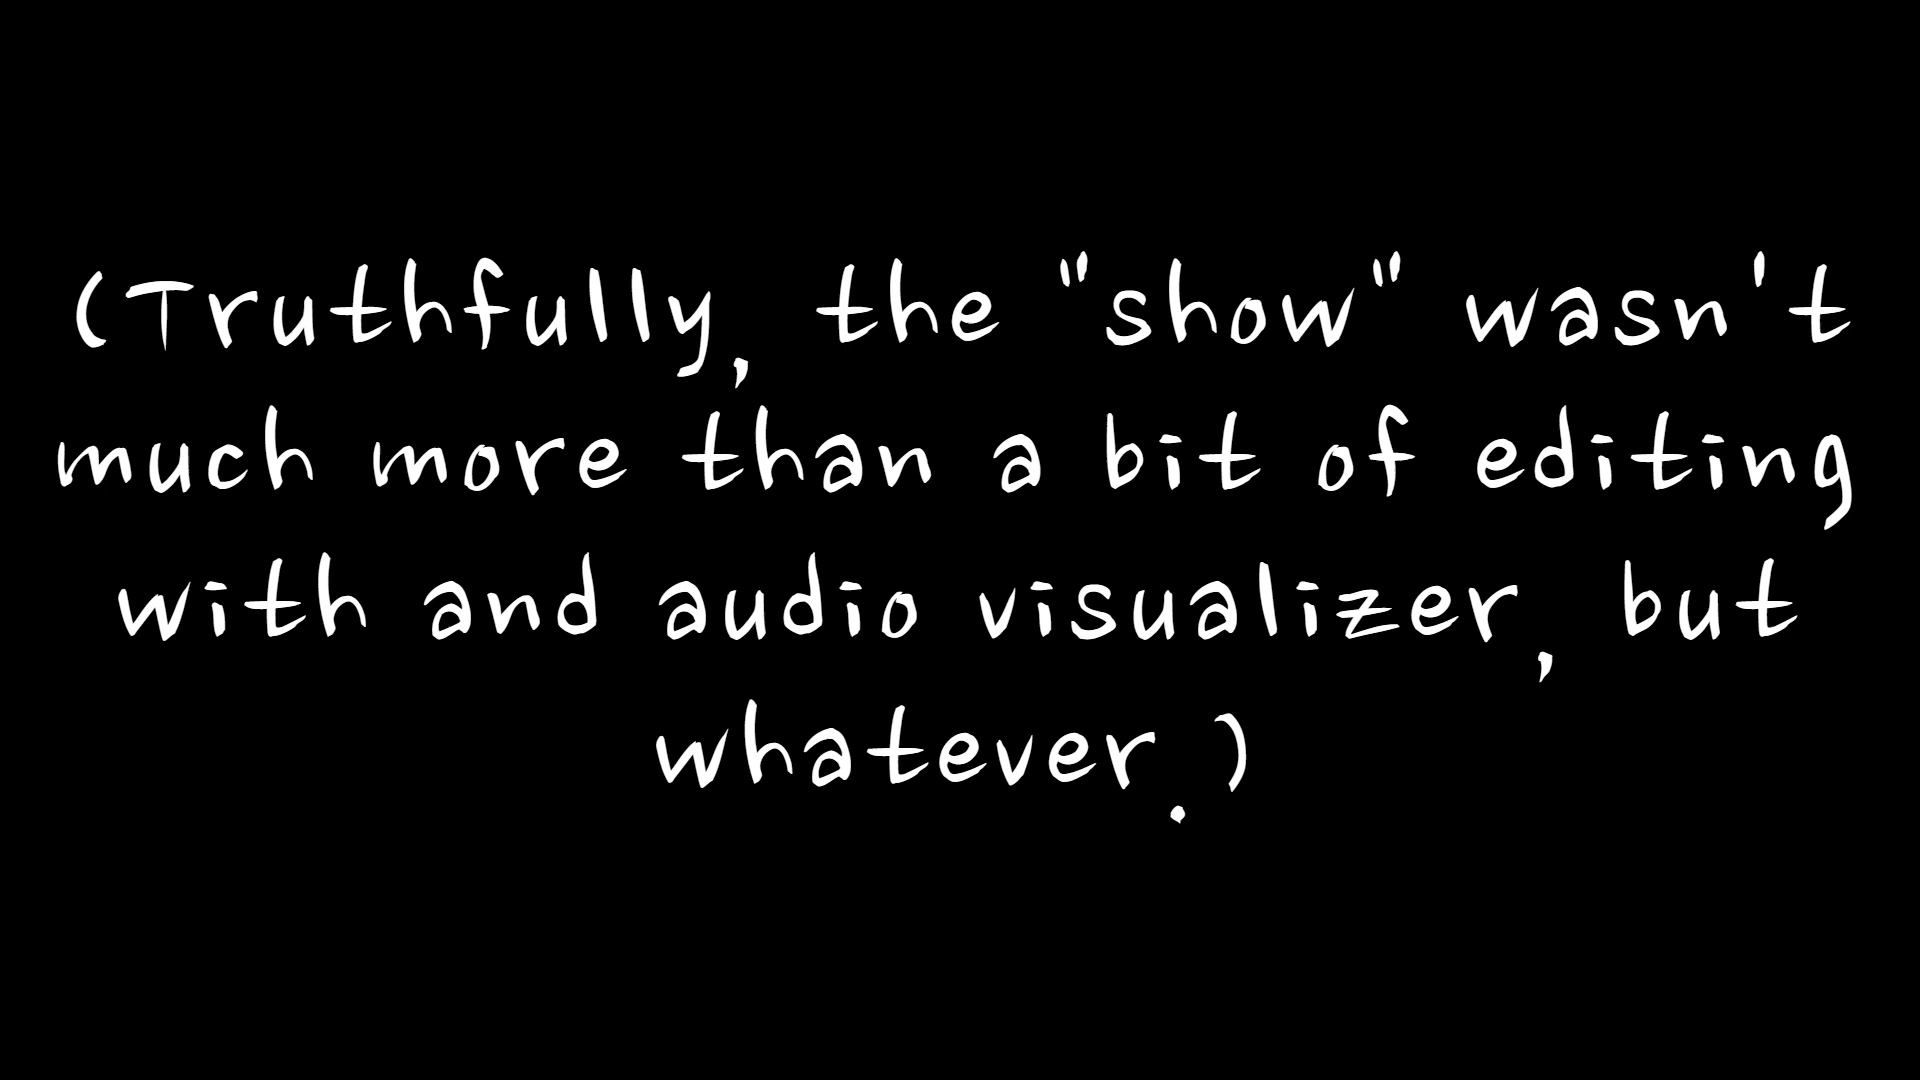 (Truthfully, the "show" wasn't
much more than a bit of editing
with and audio visualizer, but
whatever.)